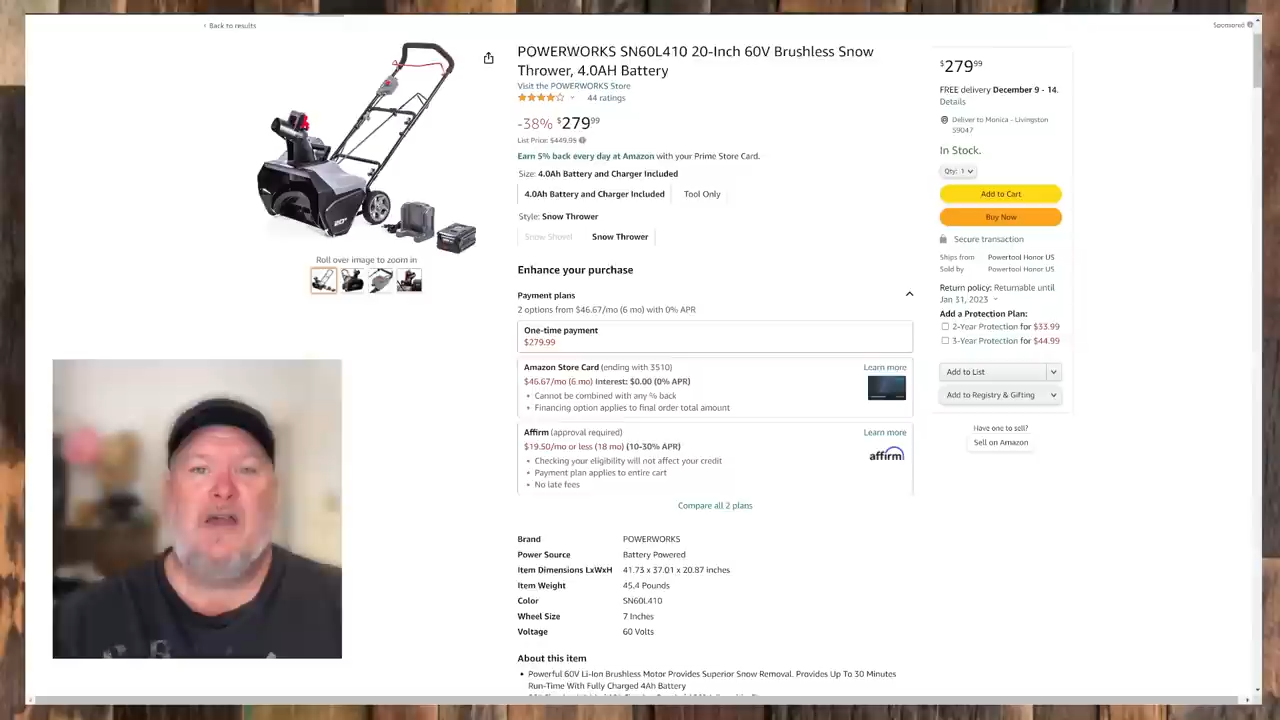 ‹ Back to results
Sponsored
POWERWORKS SN60L410 20-Inch 60V Brushless Snow
Thrower, 4.0AH Battery
Visit the POWERWORKS Store
44 ratings
-38% $279⁹⁹
List Price: $449.95
Earn 5% back every day at Amazon with your Prime Store Card.
Size: 4.0Ah Battery and Charger Included
4.0Ah Battery and Charger Included
Tool Only
Style: Snow Thrower
Snow Shovel
Snow Thrower
20"
Roll over image to zoom in
Enhance your purchase
Payment plans
2 options from $46.67/mo (6 mo) with 0% APR
One-time payment
$279.99
Amazon Store Card (ending with 3510)
Learn more
$46.67/mo (6 mo) Interest: $0.00 (0% APR)
• Cannot be combined with any % back
• Financing option applies to final order total amount
Affirm (approval required)
Learn more
$19.50/mo or less (18 mo) (10-30% APR)
affirm
• Checking your eligibility will not affect your credit
• Payment plan applies to entire cart
• No late fees
Compare all 2 plans
Brand POWERWORKS
Power Source Battery Powered
Item Dimensions LxWxH 41.73 x 37.01 x 20.87 inches
Item Weight 45.4 Pounds
Color SN60L410
Wheel Size 7 Inches
Voltage 60 Volts
About this item
• Powerful 60V Li-Ion Brushless Motor Provides Superior Snow Removal. Provides Up To 30 Minutes
Run-Time With Fully Charged 4Ah Battery
$279⁹⁹
FREE delivery December 9 - 14.
Details
Deliver to Monica - Livingston
59047
In Stock.
Qty: 1
Add to Cart
Buy Now
Secure transaction
Ships from Powertool Honor US
Sold by Powertool Honor US
Return policy: Returnable until
Jan 31, 2023
Add a Protection Plan:
2-Year Protection for $33.99
3-Year Protection for $44.99
Add to List
Add to Registry & Gifting
Have one to sell?
Sell on Amazon